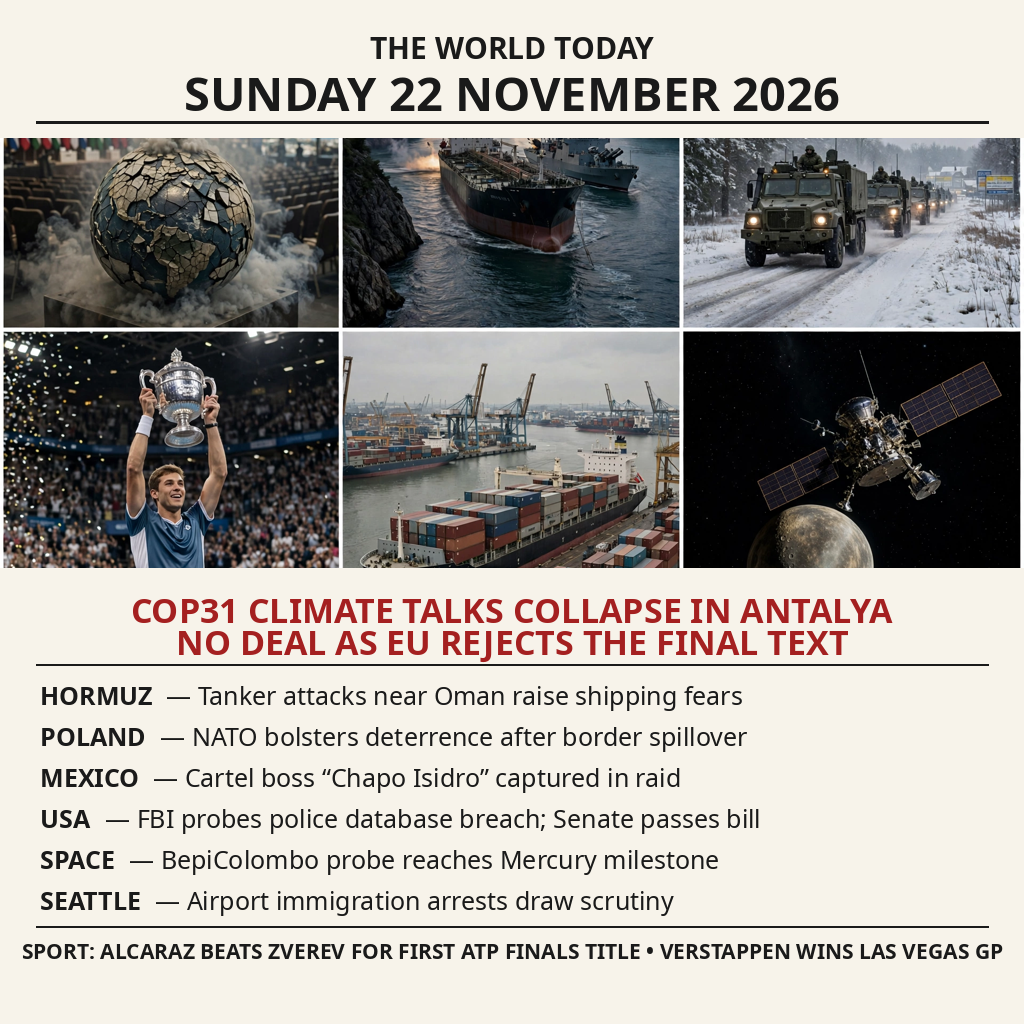 THE WORLD TODAY
SUNDAY 22 NOVEMBER 2026
COP31 CLIMATE TALKS COLLAPSE IN ANTALYA
NO DEAL AS EU REJECTS THE FINAL TEXT
HORMUZ — Tanker attacks near Oman raise shipping fears
POLAND — NATO bolsters deterrence after border spillover
MEXICO — Cartel boss “Chapo Isidro” captured in raid
USA — FBI probes police database breach; Senate passes bill
SPACE — BepiColombo probe reaches Mercury milestone
SEATTLE — Airport immigration arrests draw scrutiny
SPORT: ALCARAZ BEATS ZVEREV FOR FIRST ATP FINALS TITLE • VERSTAPPEN WINS LAS VEGAS GP